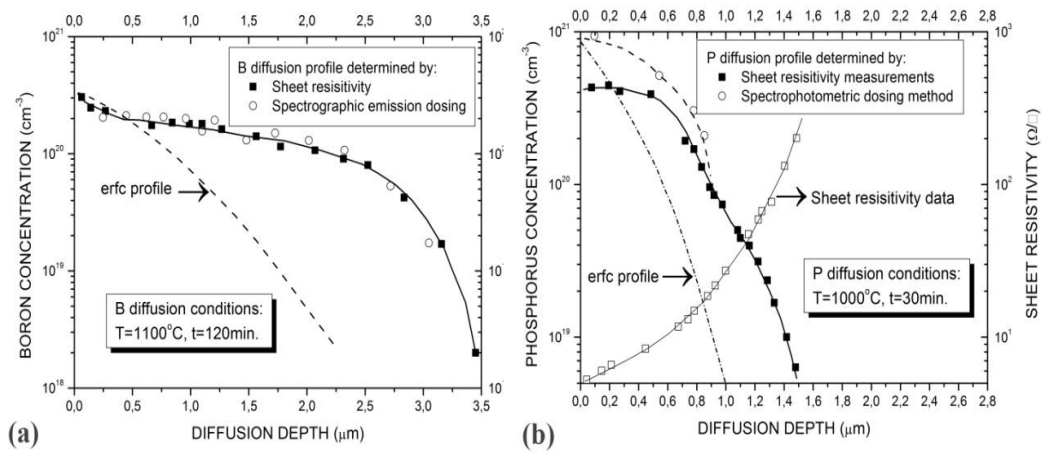 0,0 0,5 1,0 1,5 2,0 2,5 3,0 3,5
10²¹
10²⁰
10¹⁹
10¹⁸
BORON CONCENTRATION (cm⁻³)
B diffusion profile determined by:
Sheet resisitivity
Spectrographic emission dosing
erfc profile
B diffusion conditions:
T=1100°C, t=120min.
0,0 0,5 1,0 1,5 2,0 2,5 3,0 3,5
DIFFUSION DEPTH (μm)
(a)
0,0 0,2 0,4 0,6 0,8 1,0 1,2 1,4 1,6 1,8 2,0 2,2 2,4 2,6 2,8
10²¹
10²⁰
10¹⁹
PHOSPHORUS CONCENTRATION (cm⁻³)
P diffusion profile determined by:
Sheet resisitivity measurements
Spectrophotometric dosing method
erfc profile
Sheet resisitivity data
P diffusion conditions:
T=1000°C, t=30min.
10³
10²
10¹
SHEET RESISTIVITY (Ω/□)
0,0 0,2 0,4 0,6 0,8 1,0 1,2 1,4 1,6 1,8 2,0 2,2 2,4 2,6 2,8
DIFFUSION DEPTH (μm)
(b)